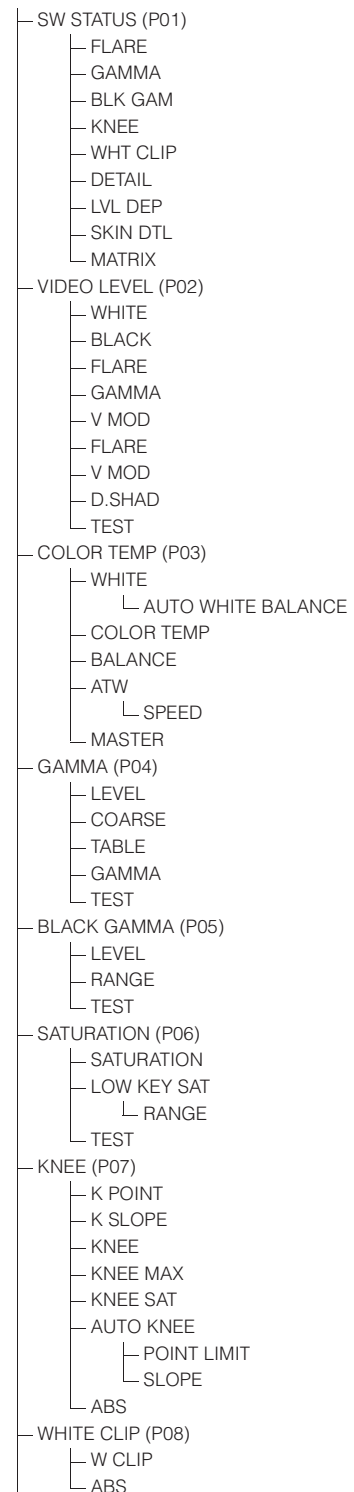 SW STATUS (P01)
FLARE
GAMMA
BLK GAM
KNEE
WHT CLIP
DETAIL
LVL DEP
SKIN DTL
MATRIX
VIDEO LEVEL (P02)
WHITE
BLACK
FLARE
GAMMA
V MOD
FLARE
V MOD
D.SHAD
TEST
COLOR TEMP (P03)
WHITE
AUTO WHITE BALANCE
COLOR TEMP
BALANCE
ATW
SPEED
MASTER
GAMMA (P04)
LEVEL
COARSE
TABLE
GAMMA
TEST
BLACK GAMMA (P05)
LEVEL
RANGE
TEST
SATURATION (P06)
SATURATION
LOW KEY SAT
RANGE
TEST
KNEE (P07)
K POINT
K SLOPE
KNEE
KNEE MAX
KNEE SAT
AUTO KNEE
POINT LIMIT
SLOPE
ABS
WHITE CLIP (P08)
W CLIP
ABS